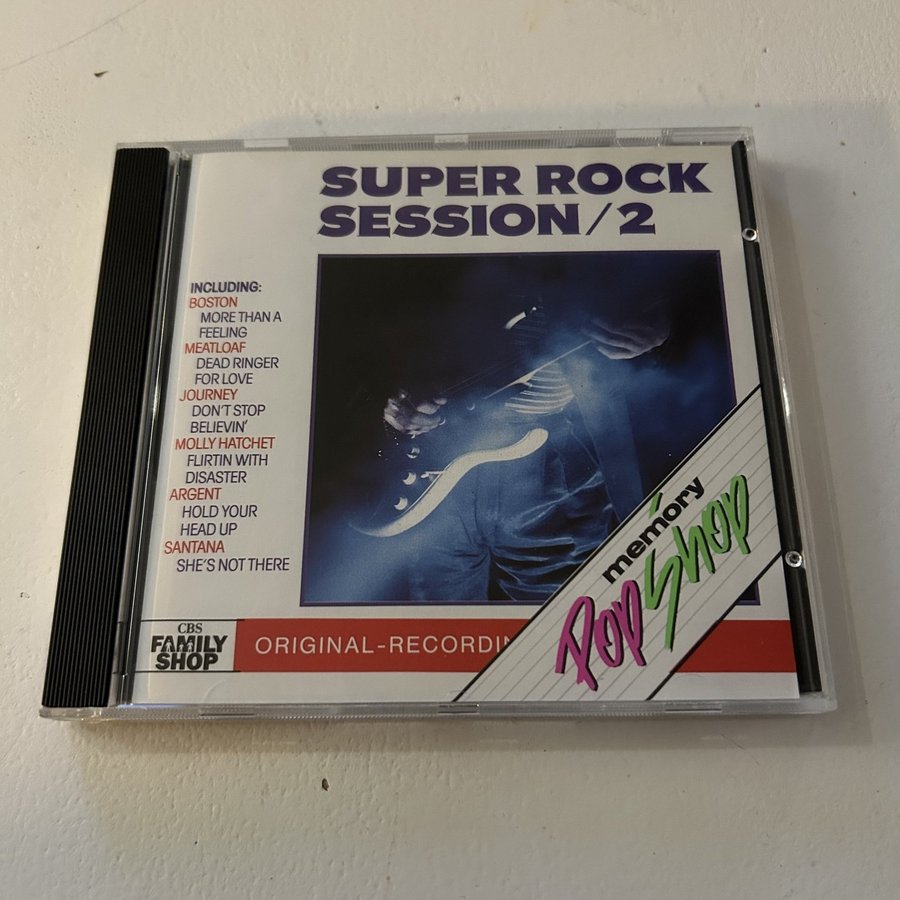 SUPER ROCK
SESSION/2
INCLUDING:
BOSTON
MORE THAN A
FEELING
MEATLOAF
DEAD RINGER
FOR LOVE
JOURNEY
DON'T STOP
BELIEVIN'
MOLLY HATCHET
FLIRTIN WITH
DISASTER
ARGENT
HOLD YOUR
HEAD UP
SANTANA
SHE'S NOT THERE
memory
Pop Shop
CBS
FAMILY
SHOP
ORIGINAL-RECORDIN